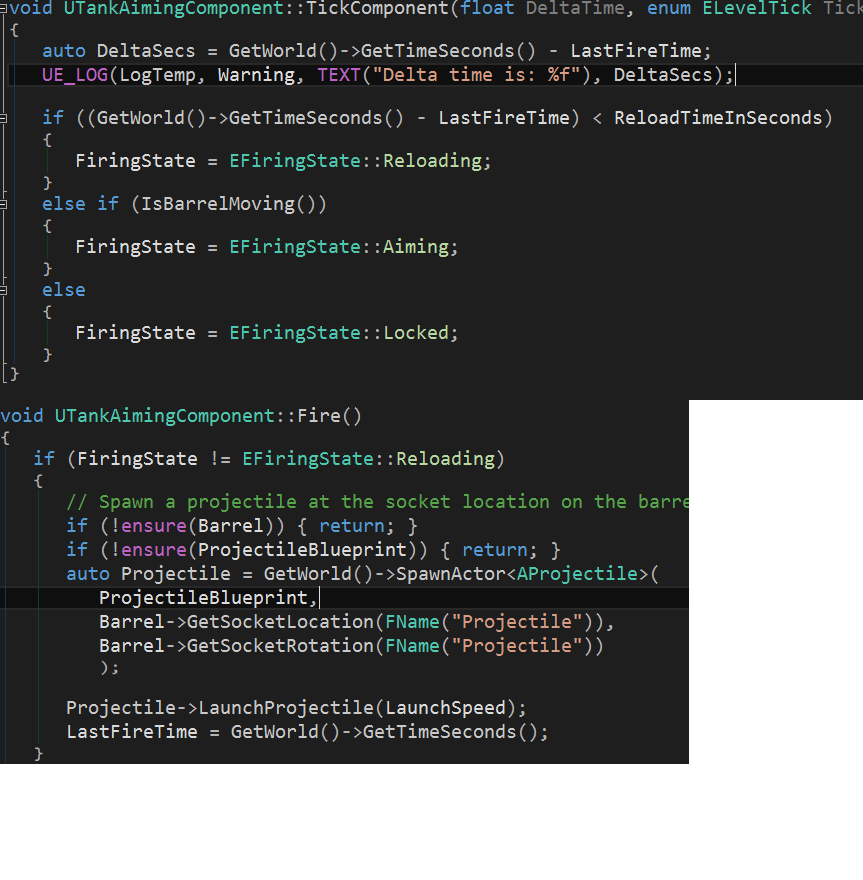 void UTankAimingComponent::TickComponent(float DeltaTime, enum ELevelTick Tick
{
auto DeltaSecs = GetWorld()->GetTimeSeconds() - LastFireTime;
UE_LOG(LogTemp, Warning, TEXT("Delta time is: %f"), DeltaSecs);
if ((GetWorld()->GetTimeSeconds() - LastFireTime) < ReloadTimeInSeconds)
{
FiringState = EFiringState::Reloading;
}
else if (IsBarrelMoving())
{
FiringState = EFiringState::Aiming;
}
else
{
FiringState = EFiringState::Locked;
}
}
void UTankAimingComponent::Fire()
{
if (FiringState != EFiringState::Reloading)
{
// Spawn a projectile at the socket location on the barre
if (!ensure(Barrel)) { return; }
if (!ensure(ProjectileBlueprint)) { return; }
auto Projectile = GetWorld()->SpawnActor<AProjectile>(
ProjectileBlueprint,
Barrel->GetSocketLocation(FName("Projectile")),
Barrel->GetSocketRotation(FName("Projectile"))
);
Projectile->LaunchProjectile(LaunchSpeed);
LastFireTime = GetWorld()->GetTimeSeconds();
}